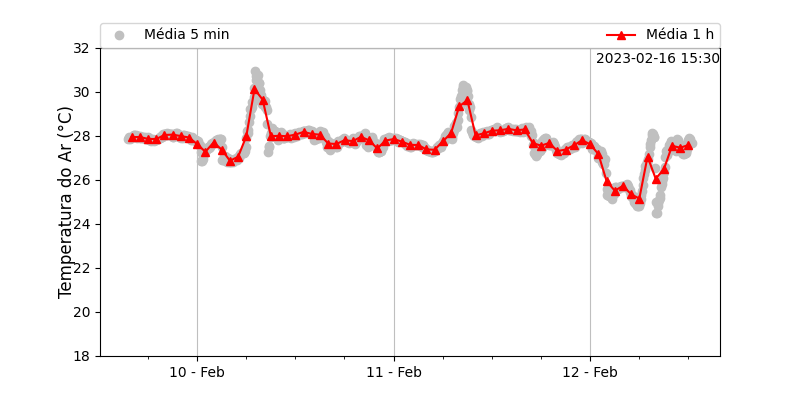 Média 5 min
Média 1 h
2023-02-16 15:30
Temperatura do Ar (°C)
32
30
28
26
24
22
20
18
10 - Feb
11 - Feb
12 - Feb